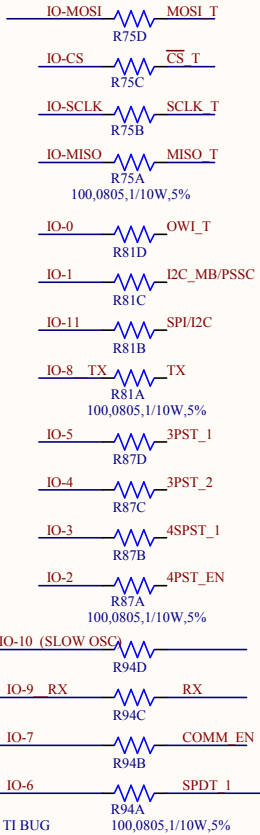 IO-MOSI MOSI_T
R75D
IO-CS CS_T
R75C
IO-SCLK SCLK_T
R75B
IO-MISO MISO_T
R75A
100,0805,1/10W,5%
IO-0 OWI_T
R81D
IO-1 I2C_MB/PSSC
R81C
IO-11 SPI/I2C
R81B
IO-8__TX TX
R81A
100,0805,1/10W,5%
IO-5 3PST_1
R87D
IO-4 3PST_2
R87C
IO-3 4SPST_1
R87B
IO-2 4PST_EN
R87A
100,0805,1/10W,5%
IO-10 (SLOW OSC)
R94D
IO-9__RX RX
R94C
IO-7 COMM_EN
R94B
IO-6 SPDT_1
R94A
TI BUG 100,0805,1/10W,5%